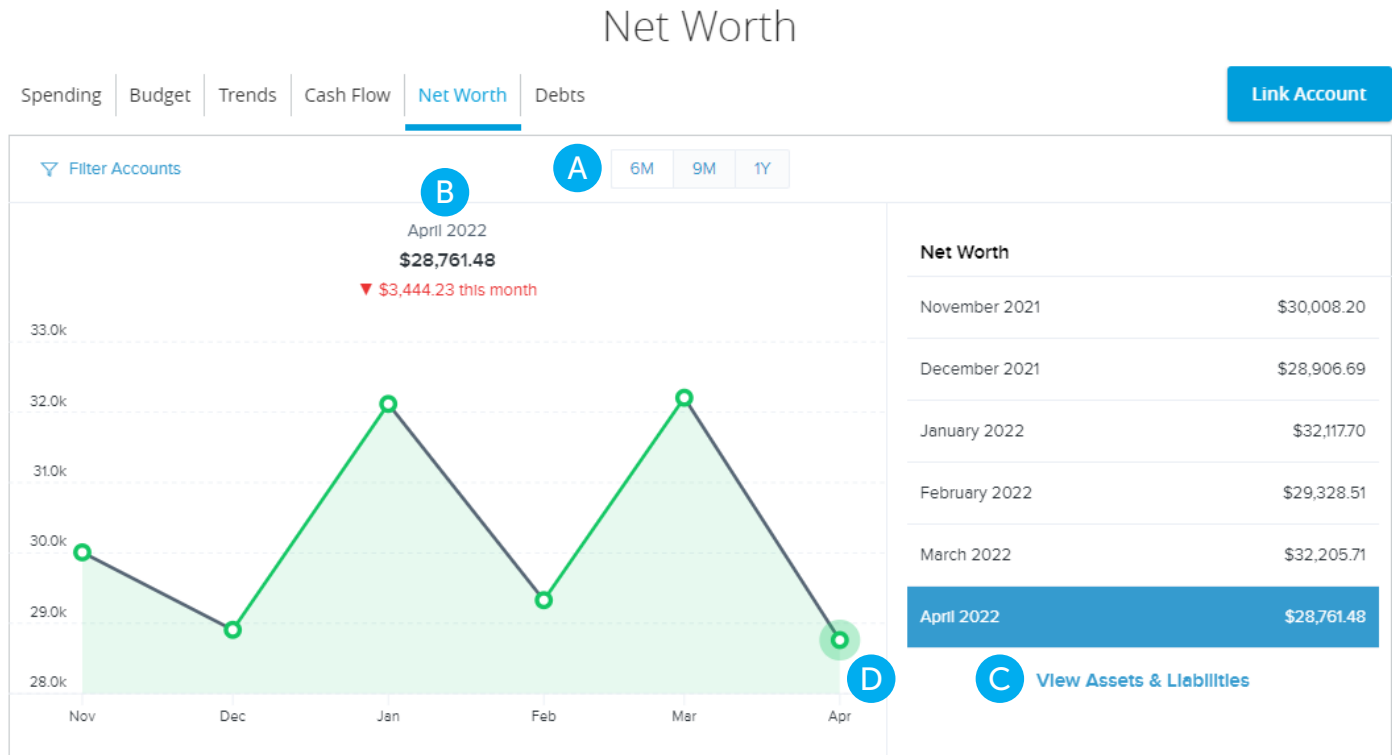 Net Worth
Spending Budget Trends Cash Flow Net Worth Debts
Link Account
Filter Accounts
A
6M 9M 1Y
B
April 2022
$28,761.48
▼ $3,444.23 this month
33.0k
32.0k
31.0k
30.0k
29.0k
28.0k
Nov Dec Jan Feb Mar Apr
D
Net Worth
November 2021 $30,008.20
December 2021 $28,906.69
January 2022 $32,117.70
February 2022 $29,328.51
March 2022 $32,205.71
April 2022 $28,761.48
C
View Assets & Liabilities